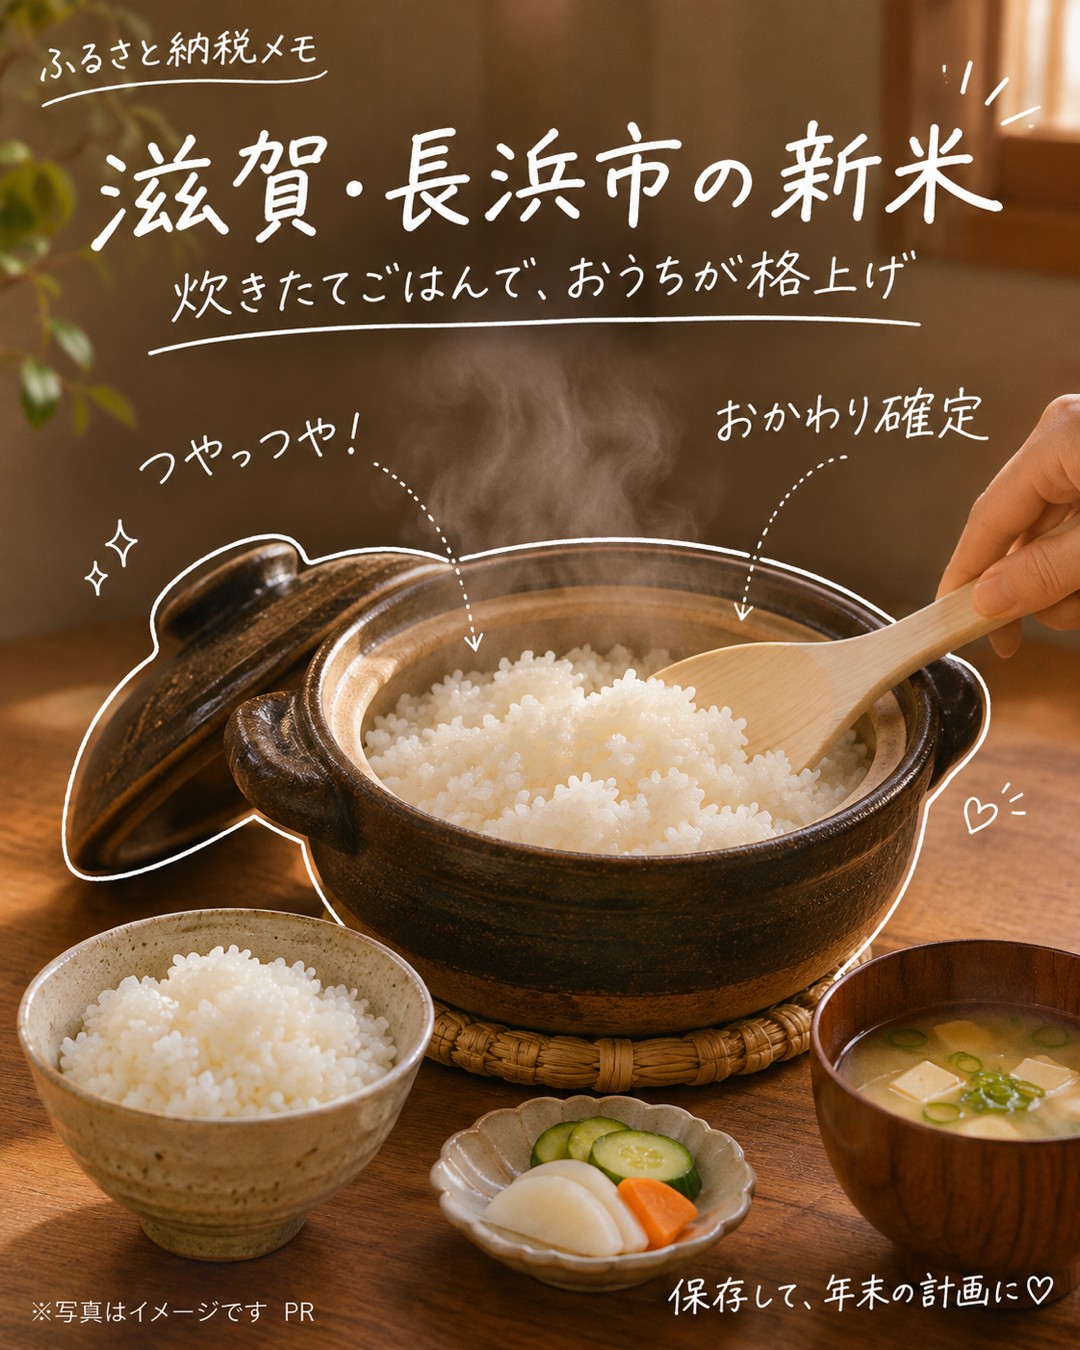 ふるさと納税メモ
滋賀・長浜市の新米
炊きたてごはんで、おうちが格上げ
つやっつや!
おかわり確定
保存して、年末の計画に♡
※写真はイメージです PR